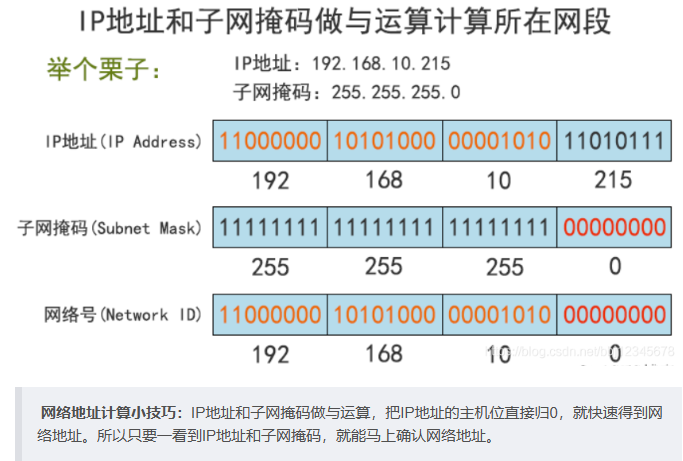 IP地址和子网掩码做与运算计算所在网段
举个栗子：
IP地址：192.168.10.215
子网掩码：255.255.255.0
IP地址(IP Address) 11000000 10101000 00001010 11010111
192 168 10 215
子网掩码(Subnet Mask) 11111111 11111111 11111111 00000000
255 255 255 0
网络号(Network ID) 11000000 10101000 00001010 00000000
192 168 10 0
网络地址计算小技巧：IP地址和子网掩码做与运算，把IP地址的主机位直接归0，就快速得到网
络地址。所以只要一看到IP地址和子网掩码，就能马上确认网络地址。